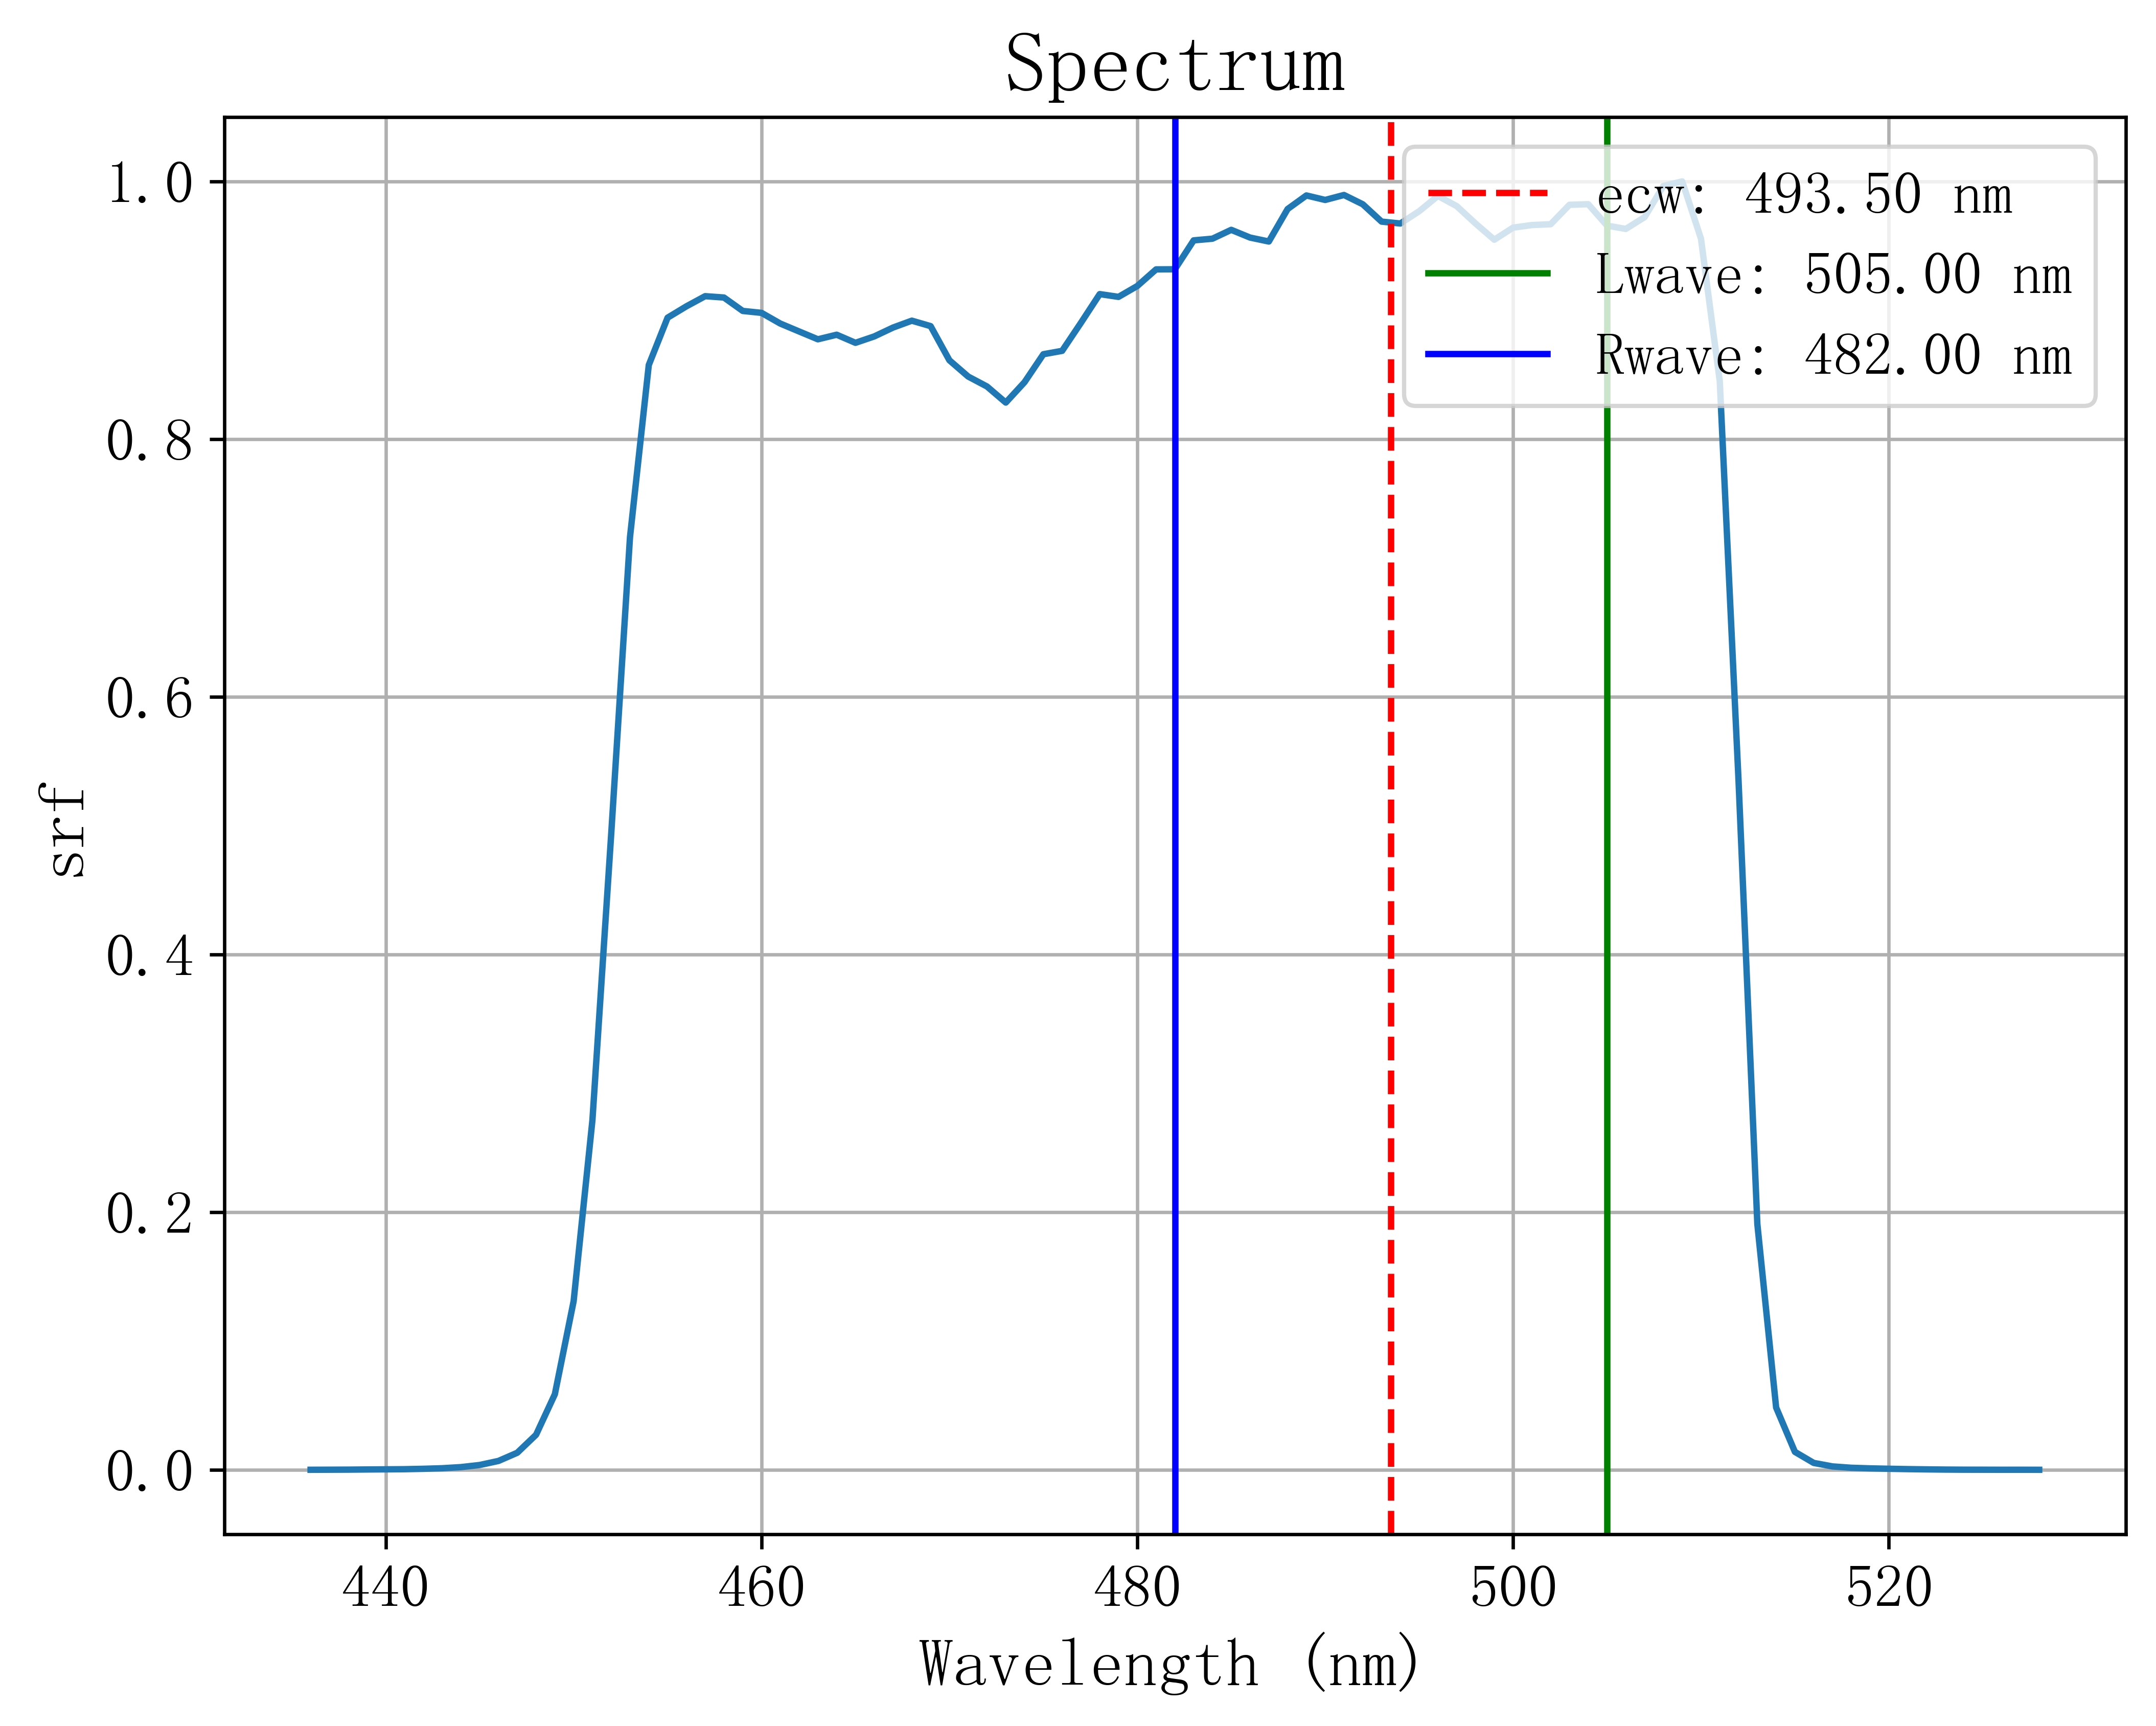 Spectrum
ecw: 493.50 nm
Lwave: 505.00 nm
Rwave: 482.00 nm
1.0
0.8
0.6
0.4
0.2
0.0
srf
440 460 480 500 520
Wavelength (nm)